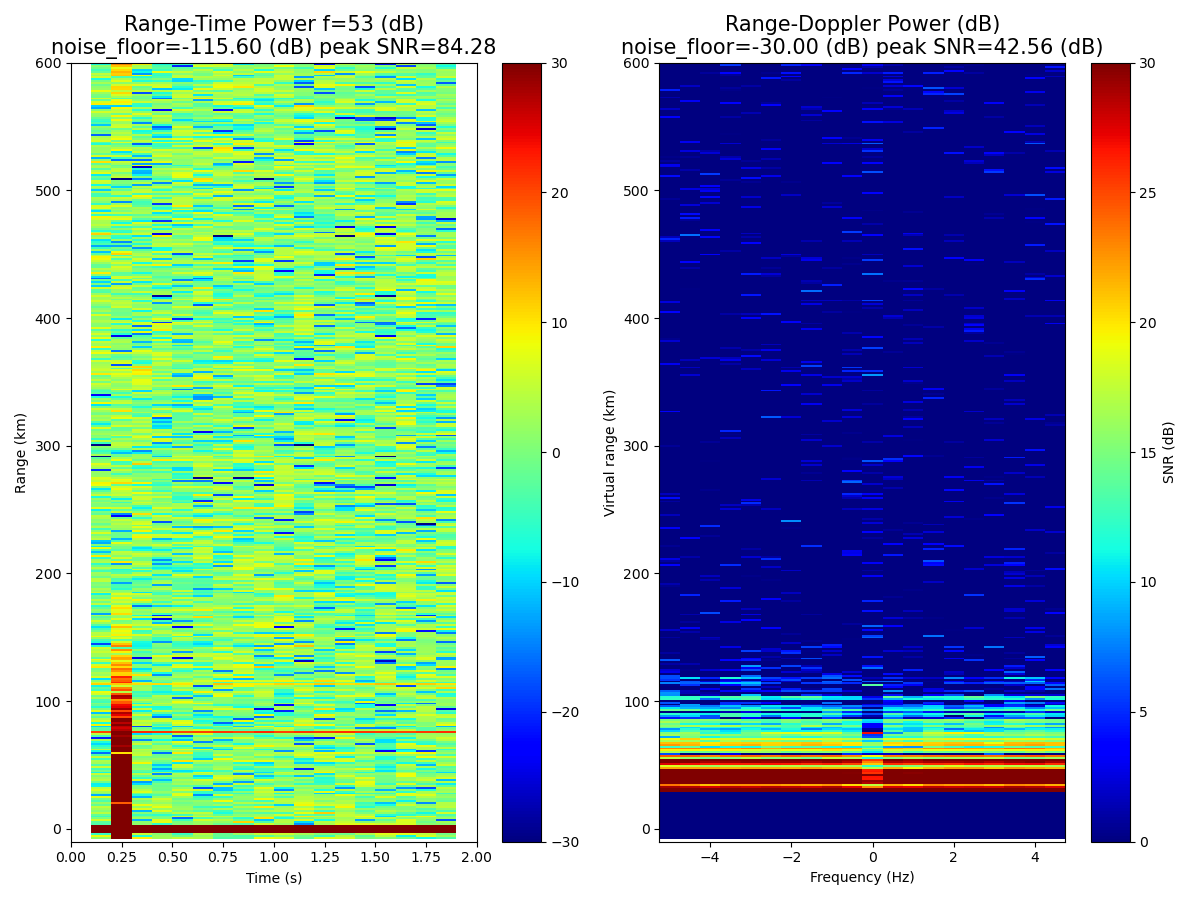 Range-Time Power f=53 (dB)
noise_floor=-115.60 (dB) peak SNR=84.28
600
500
400
300
200
100
0
Range (km)
0.00 0.25 0.50 0.75 1.00 1.25 1.50 1.75 2.00
Time (s)
30
20
10
0
−10
−20
−30
Range-Doppler Power (dB)
noise_floor=-30.00 (dB) peak SNR=42.56 (dB)
600
500
400
300
200
100
0
Virtual range (km)
−4 −2 0 2 4
Frequency (Hz)
30
25
20
15
10
5
0
SNR (dB)